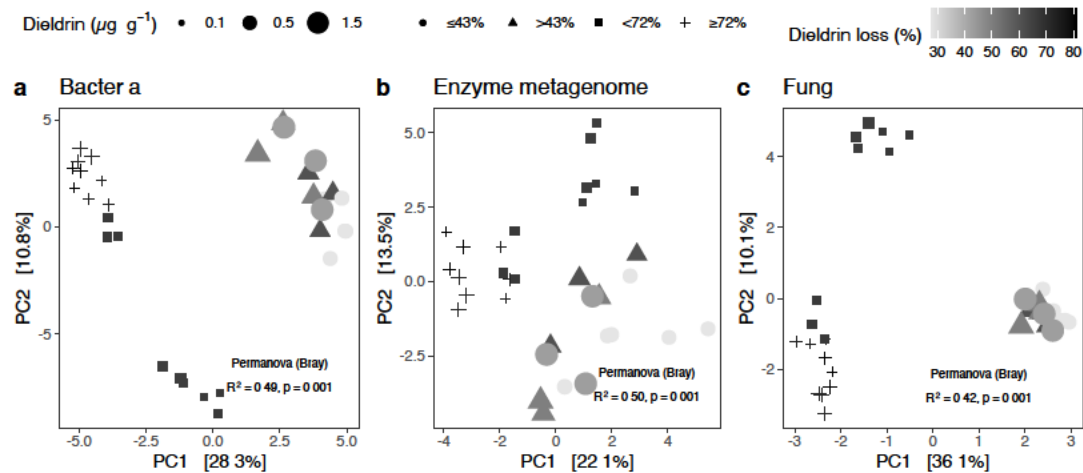 Dieldrin (µg g⁻¹) 0.1 0.5 1.5 ≤43% >43% <72% ≥72%
Dieldrin loss (%) 30 40 50 60 70 80
a Bacter a
b Enzyme metagenome
c Fung
5
0
-5
PC2 [10.8%]
Permanova (Bray)
R² = 0 49, p = 0 001
-5.0 -2.5 0.0 2.5 5.0
PC1 [28 3%]
5.0
2.5
0.0
-2.5
PC2 [13.5%]
Permanova (Bray)
R² = 0 50, p = 0 001
-4 -2 0 2 4 6
PC1 [22 1%]
4
0
-2
PC2 [10.1%]
Permanova (Bray)
R² = 0 42, p = 0 001
-3 -2 -1 0 1 2 3
PC1 [36 1%]